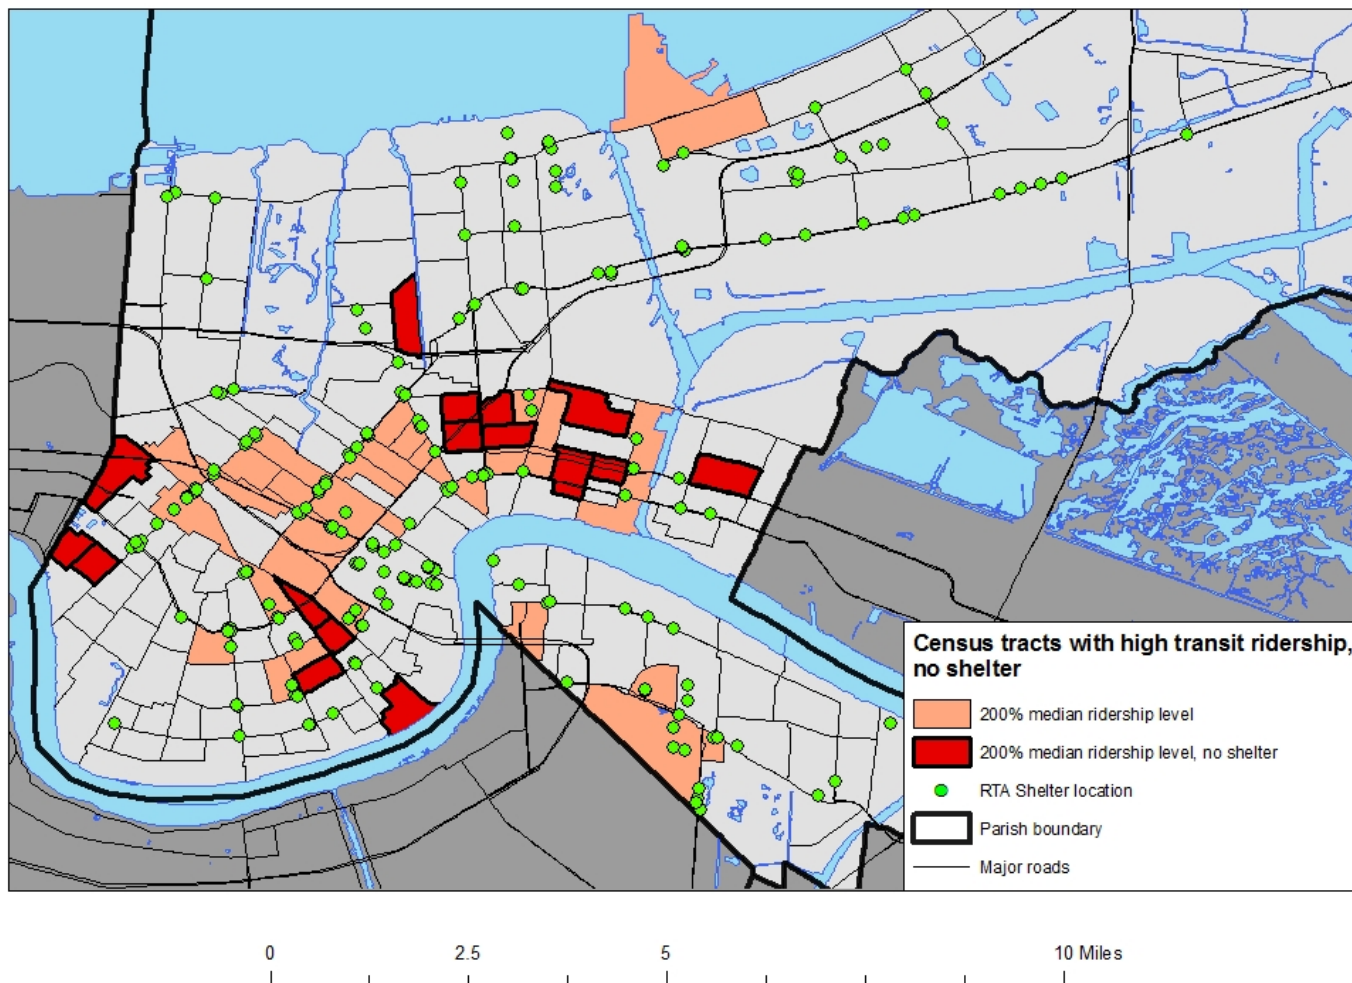 Census tracts with high transit ridership,
no shelter
200% median ridership level
200% median ridership level, no shelter
RTA Shelter location
Parish boundary
Major roads
0 2.5 5 10 Miles